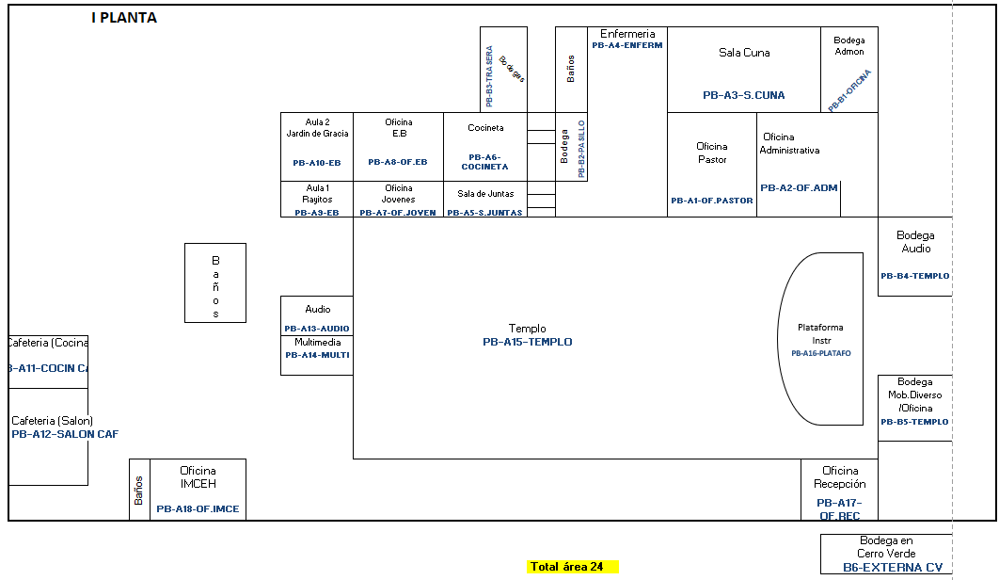 I PLANTA
Enfermeria
PB-A4-ENFERM
Sala Cuna
PB-A3-S.CUNA
Bodega
Admon
PB-B1-OFICINA
PB-B3-TRASERA
Bodegas
Baños
Aula 2
Jardin de Gracia
PB-A10-EB
Oficina
E.B
PB-A8-OF.EB
Cocineta
PB-A6-
COCINETA
Bodega
PB-B2-PASILLO
Oficina
Pastor
PB-A1-OF.PASTOR
Oficina
Administrativa
PB-A2-OF.ADM
Aula 1
Rayitos
PB-A9-EB
Oficina
Jovenes
PB-A7-OF.JOVEN
Sala de Juntas
PB-A5-S.JUNTAS
Baños
Bodega
Audio
PB-B4-TEMPLO
Audio
PB-A13-AUDIO
Multimedia
PB-A14-MULTI
Templo
PB-A15-TEMPLO
Plataforma
Instr
PB-A16-PLATAFO
Cafeteria (Cocina
B-A11-COCIN CA
Cafeteria (Salon)
PB-A12-SALON CAF
Bodega
Mob.Diverso
/Oficina
PB-B5-TEMPLO
Baños
Oficina
IMCEH
PB-A18-OF.IMCE
Oficina
Recepción
PB-A17-
OF.REC
Bodega en
Cerro Verde
B6-EXTERNA CV
Total área 24